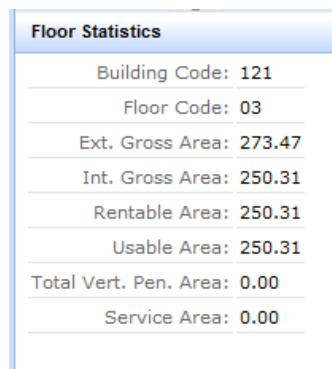 Floor Statistics
Building Code: 121
Floor Code: 03
Ext. Gross Area: 273.47
Int. Gross Area: 250.31
Rentable Area: 250.31
Usable Area: 250.31
Total Vert. Pen. Area: 0.00
Service Area: 0.00